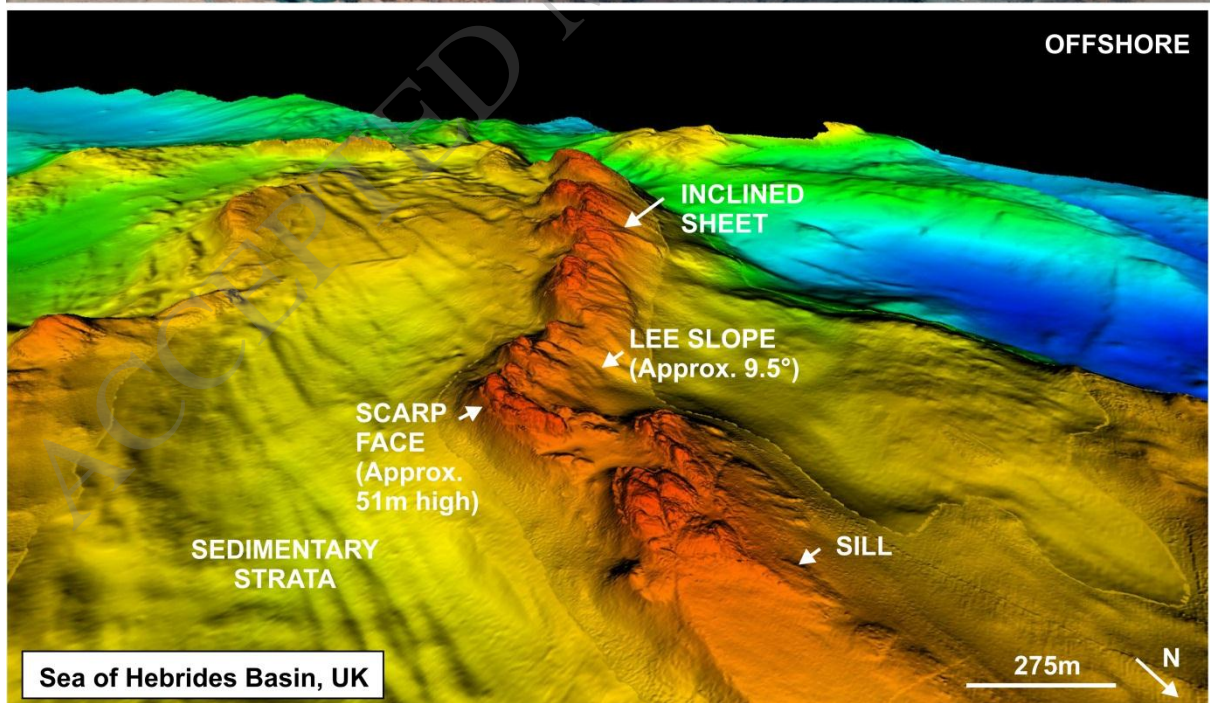 OFFSHORE
INCLINED
SHEET
LEE SLOPE
(Approx. 9.5°)
SCARP
FACE
(Approx.
51m high)
SEDIMENTARY
STRATA
SILL
Sea of Hebrides Basin, UK
275m
N
ACCEPTED M